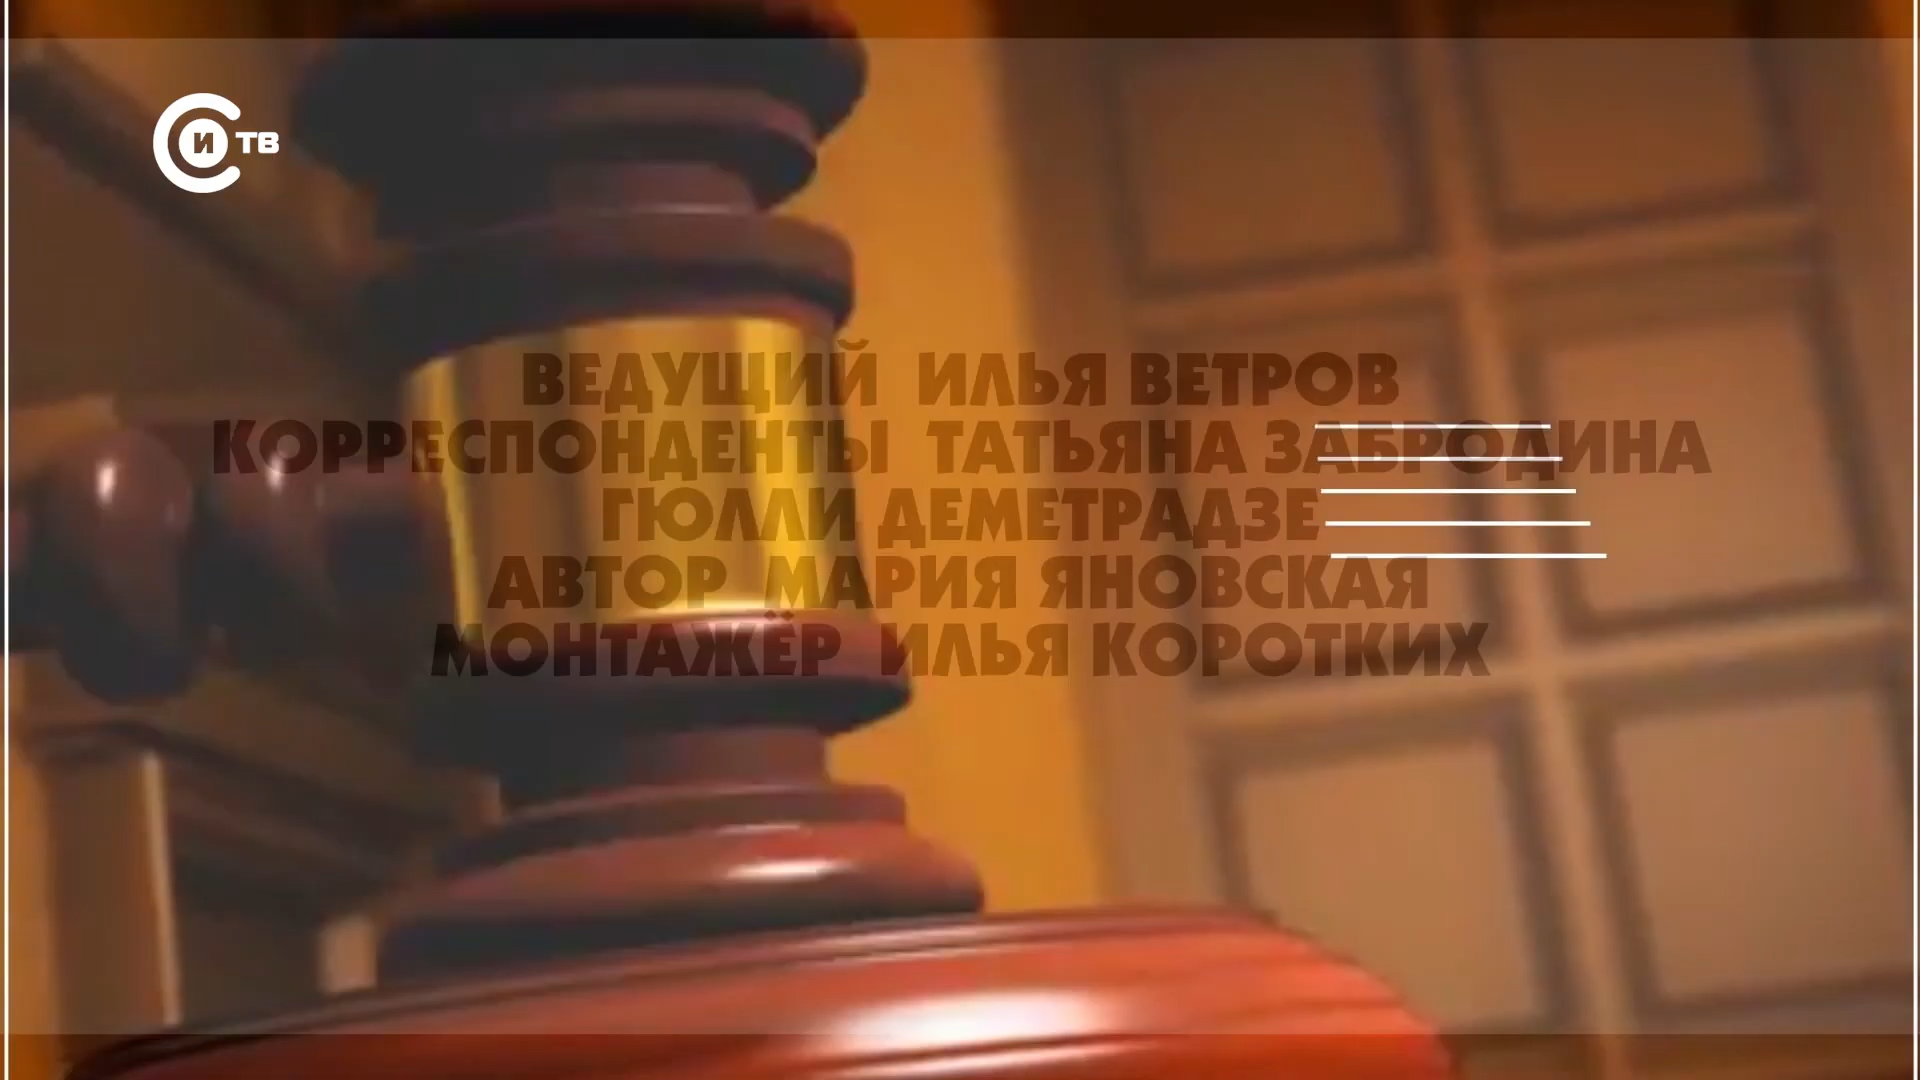 СИТВ
ВЕДУЩИЙ ИЛЬЯ ВЕТРОВ
КОРРЕСПОНДЕНТЫ ТАТЬЯНА ЗАБРОДИНА
ГЮЛЛИ ДЕМЕТРАДЗЕ
АВТОР МАРИЯ ЯНОВСКАЯ
МОНТАЖЁР ИЛЬЯ КОРОТКИХ